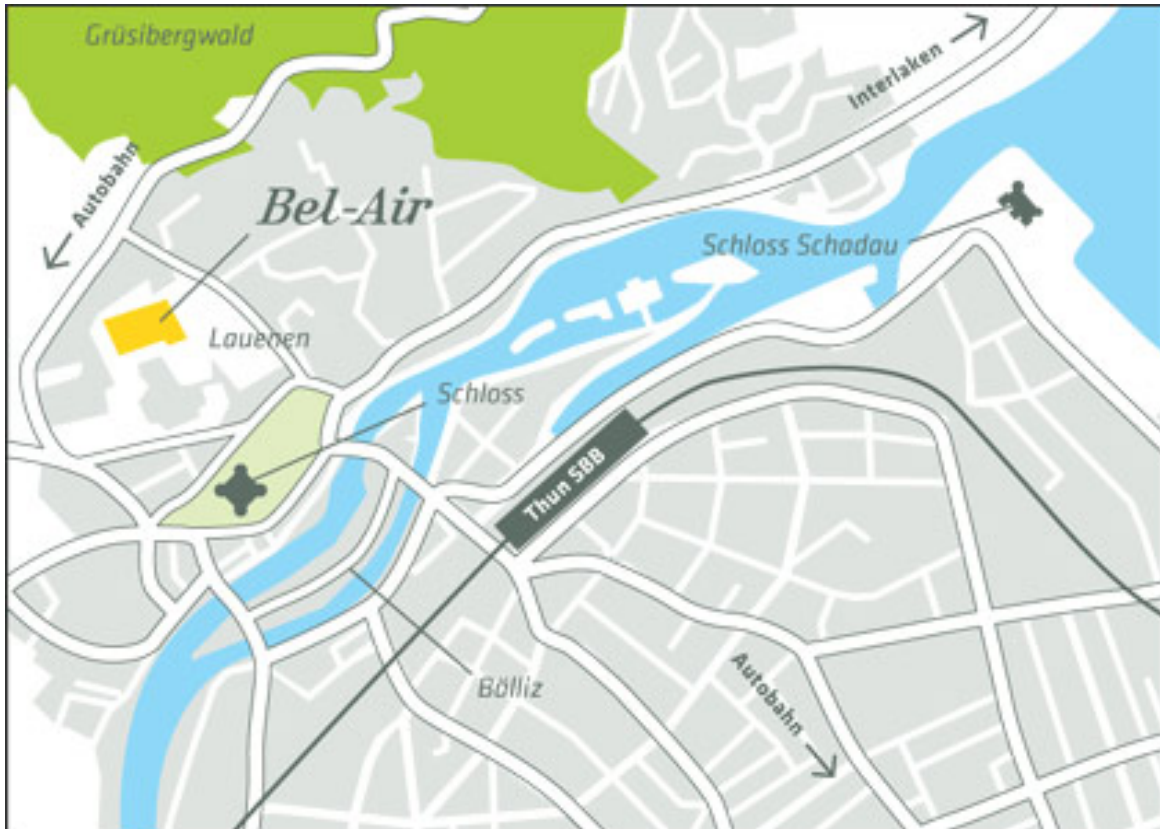 Grüsibergwald
Interlaken
Autobahn
Bel-Air
Schloss Schadau
Lauenen
Schloss
Thun SBB
Bälliz
Autobahn